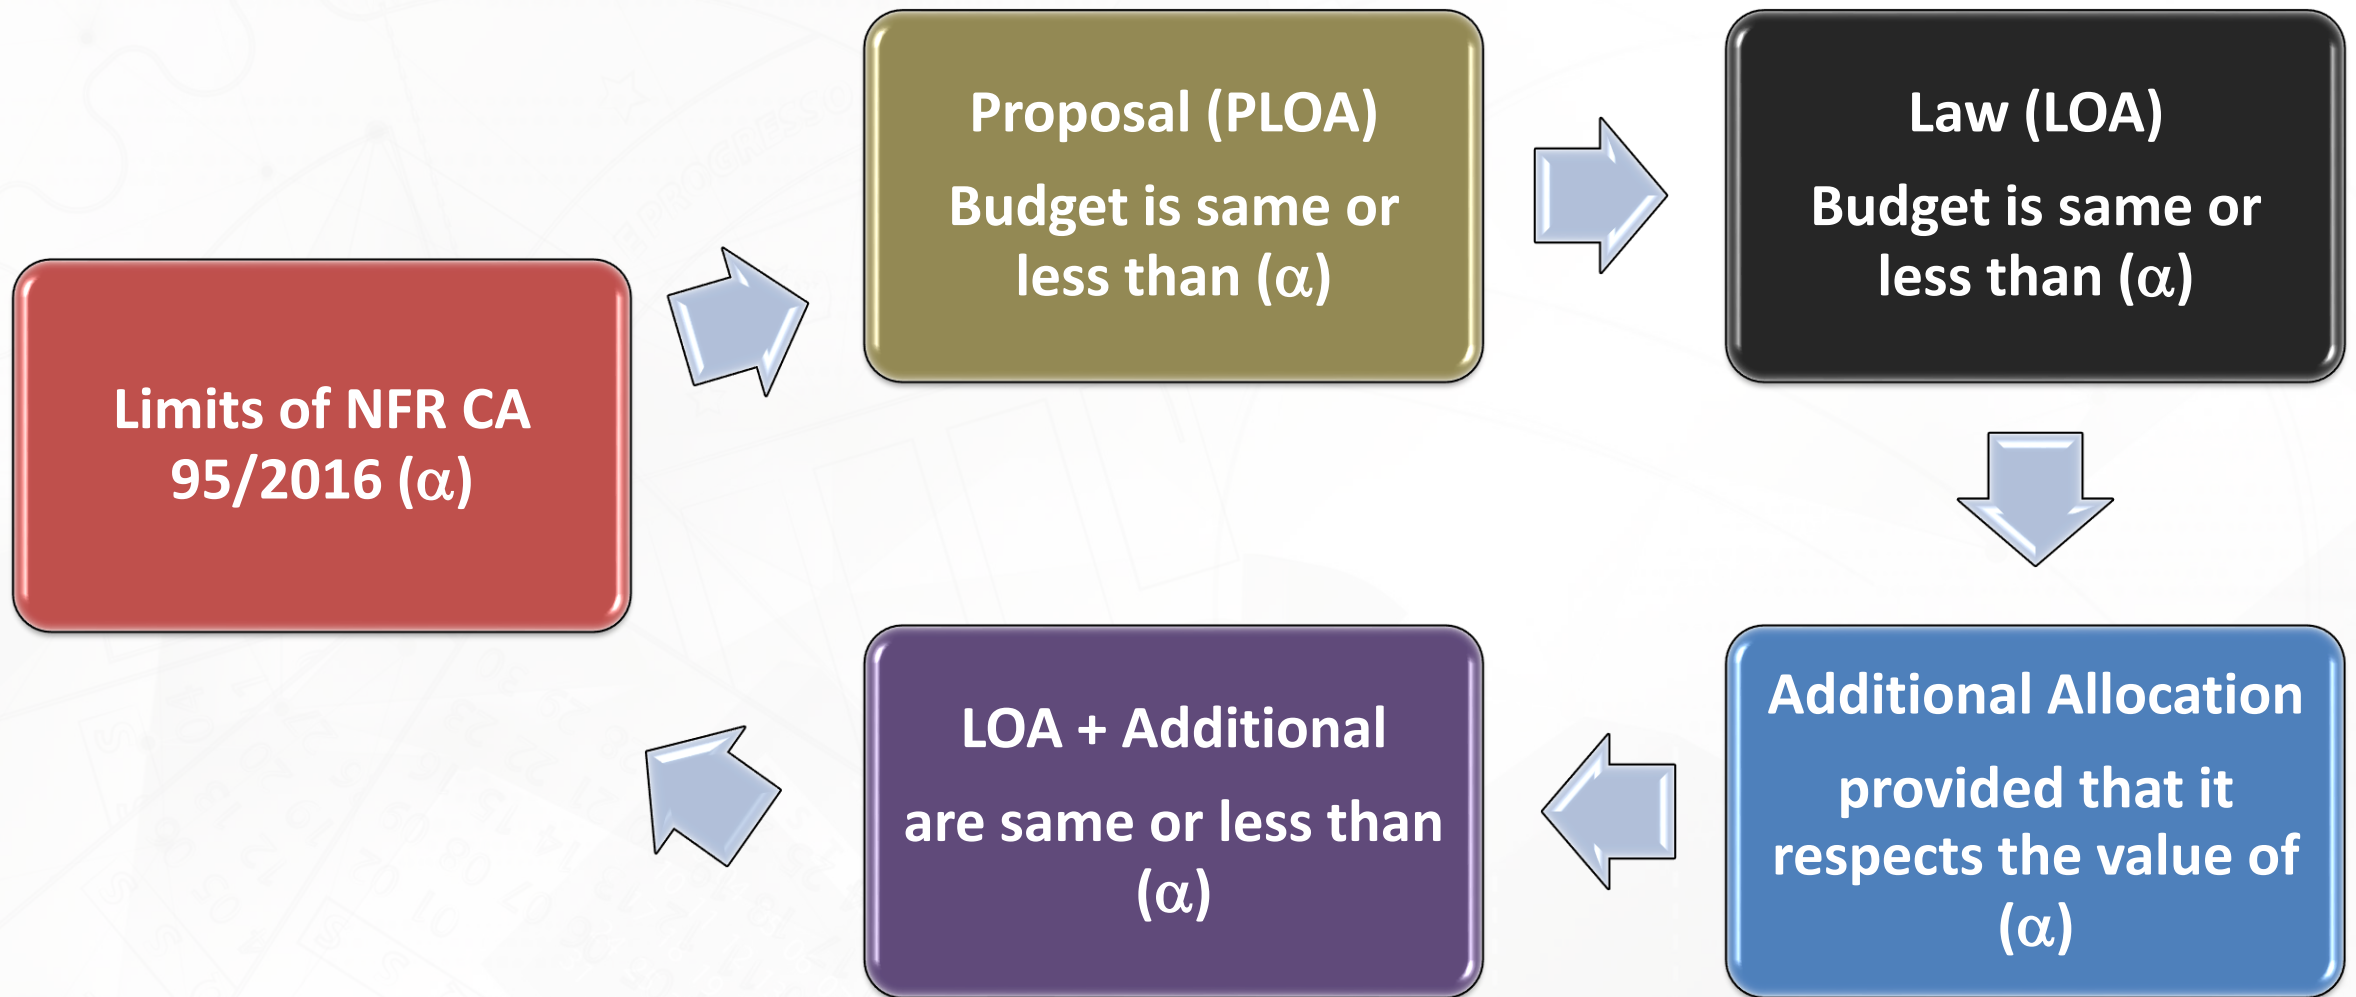 Limits of NFR CA
95/2016 (α)
Proposal (PLOA)
Budget is same or
less than (α)
Law (LOA)
Budget is same or
less than (α)
Additional Allocation
provided that it
respects the value of
(α)
LOA + Additional
are same or less than
(α)